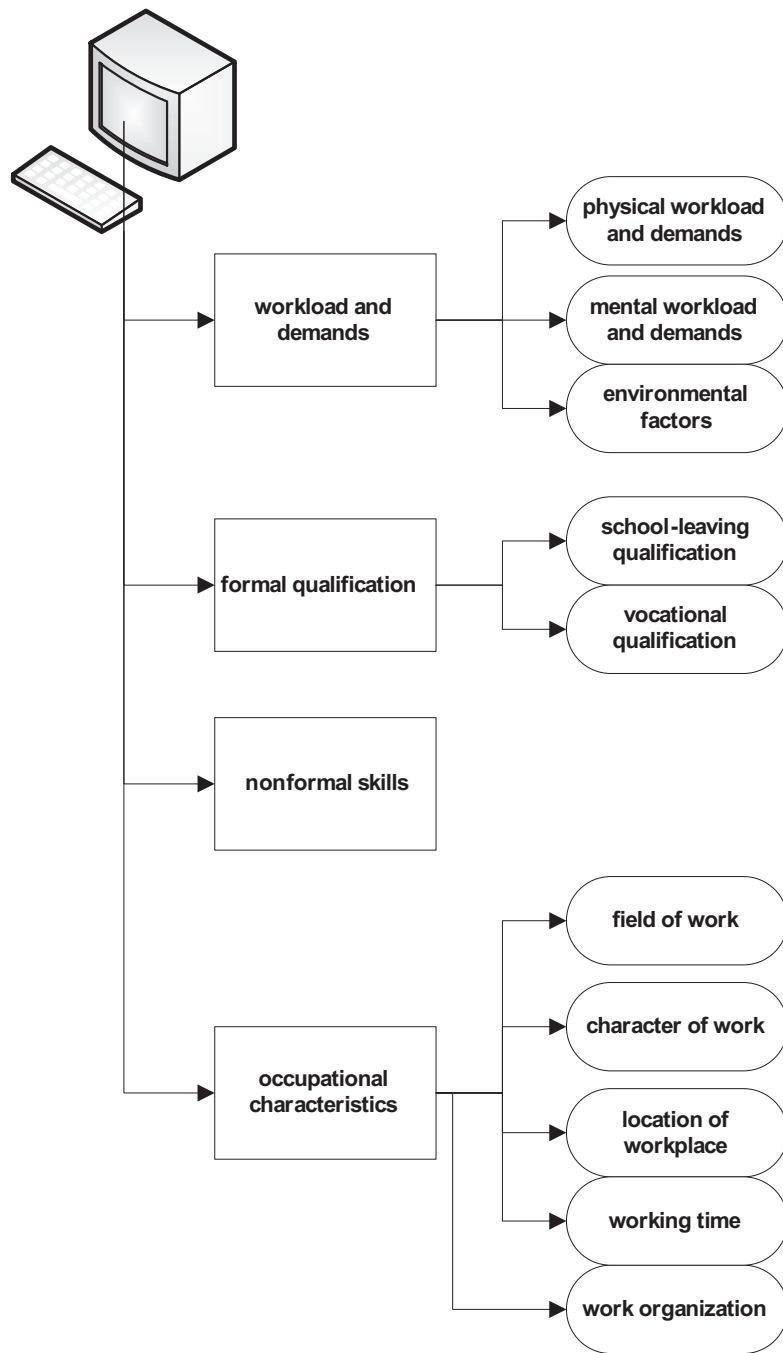 physical workload
and demands
workload and
demands
mental workload
and demands
environmental
factors
school-leaving
qualification
formal qualification
vocational
qualification
nonformal skills
field of work
character of work
occupational
characteristics
location of
workplace
working time
work organization